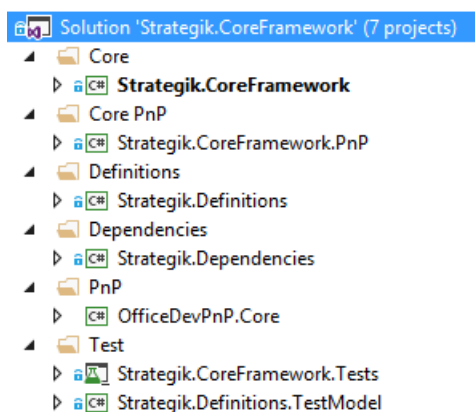 Solution 'Strategik.CoreFramework' (7 projects)
Core
C# Strategik.CoreFramework
Core PnP
C# Strategik.CoreFramework.PnP
Definitions
C# Strategik.Definitions
Dependencies
C# Strategik.Dependencies
PnP
C# OfficeDevPnP.Core
Test
Strategik.CoreFramework.Tests
C# Strategik.Definitions.TestModel